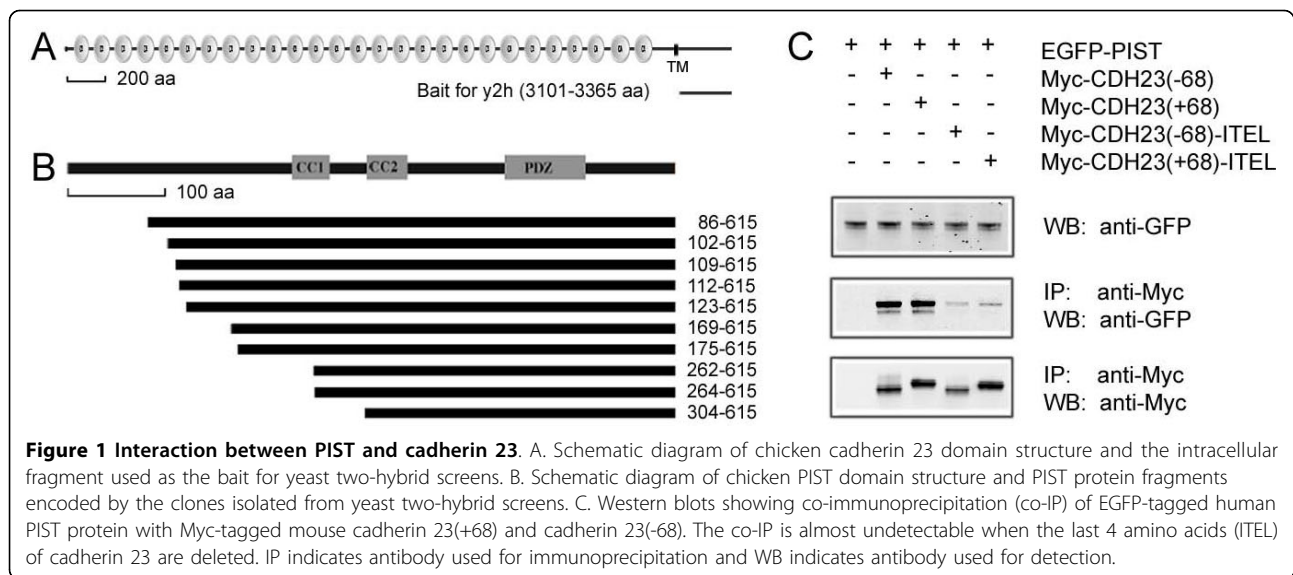 A
TM
200 aa
Bait for y2h (3101-3365 aa)
B
CC1 CC2 PDZ
100 aa
86-615
102-615
109-615
112-615
123-615
169-615
175-615
262-615
264-615
304-615
C
+ + + + + EGFP-PIST
- + - - - Myc-CDH23(-68)
- - + - - Myc-CDH23(+68)
- - - + - Myc-CDH23(-68)-ITEL
- - - - + Myc-CDH23(+68)-ITEL
WB: anti-GFP
IP: anti-Myc
WB: anti-GFP
IP: anti-Myc
WB: anti-Myc
Figure 1 Interaction between PIST and cadherin 23. A. Schematic diagram of chicken cadherin 23 domain structure and the intracellular
fragment used as the bait for yeast two-hybrid screens. B. Schematic diagram of chicken PIST domain structure and PIST protein fragments
encoded by the clones isolated from yeast two-hybrid screens. C. Western blots showing co-immunoprecipitation (co-IP) of EGFP-tagged human
PIST protein with Myc-tagged mouse cadherin 23(+68) and cadherin 23(-68). The co-IP is almost undetectable when the last 4 amino acids (ITEL)
of cadherin 23 are deleted. IP indicates antibody used for immunoprecipitation and WB indicates antibody used for detection.